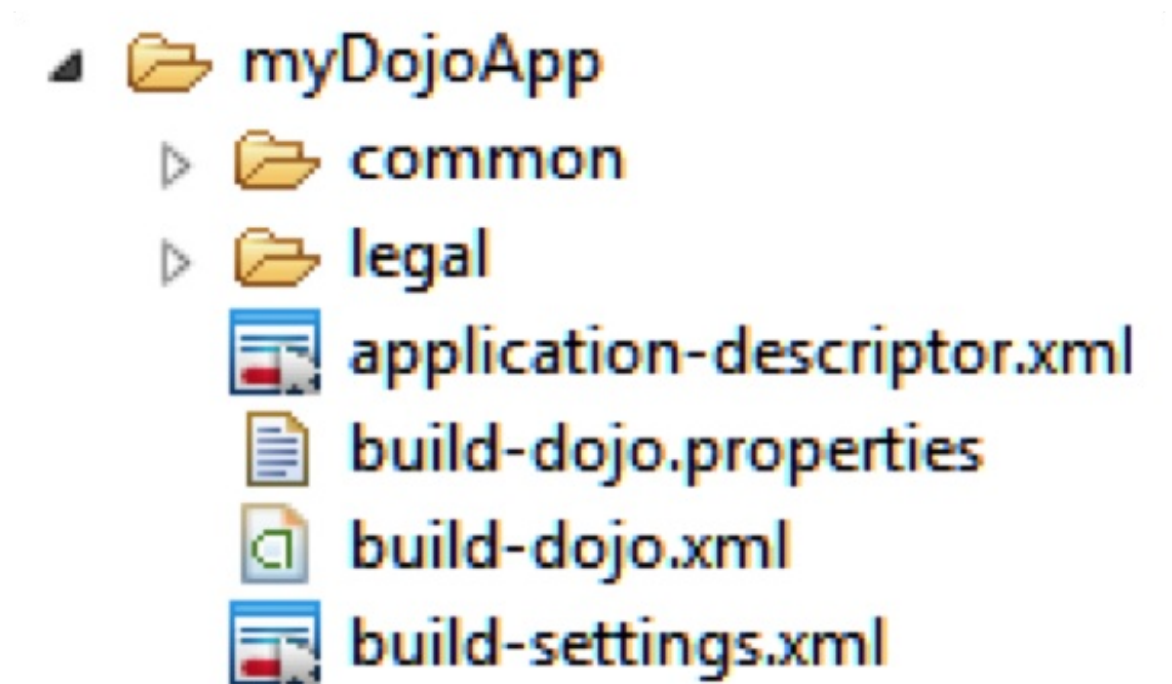 myDojoApp
common
legal
application-descriptor.xml
build-dojo.properties
build-dojo.xml
build-settings.xml